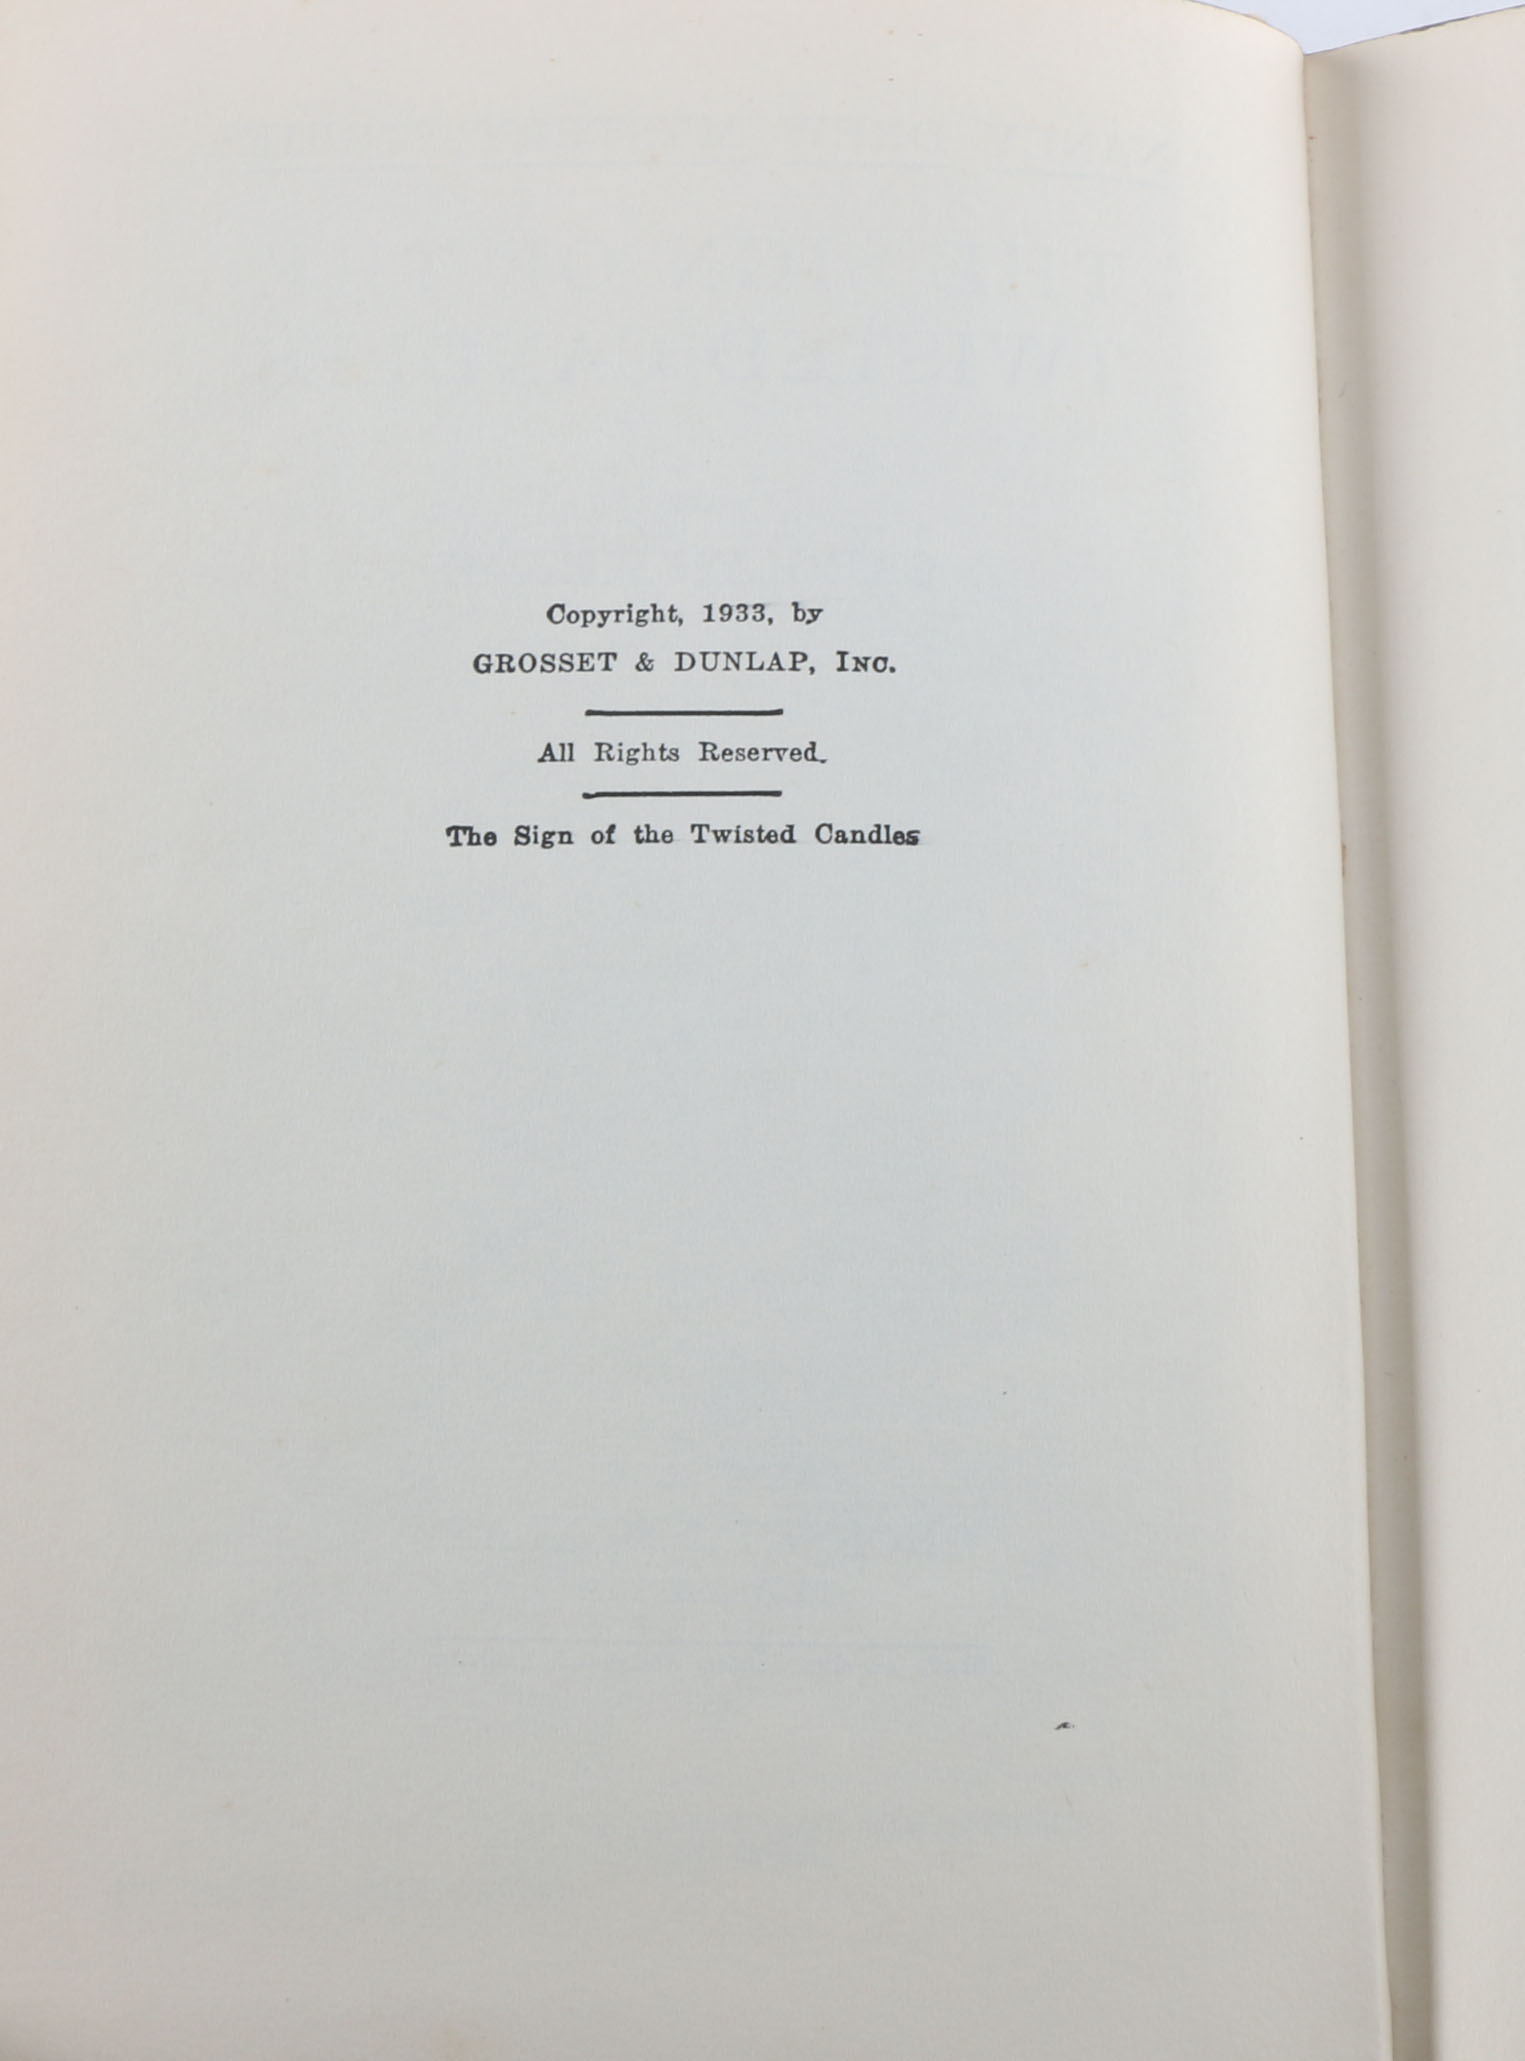 Copyright, 1933, by
GROSSET & DUNLAP, INC.
All Rights Reserved.
The Sign of the Twisted Candles